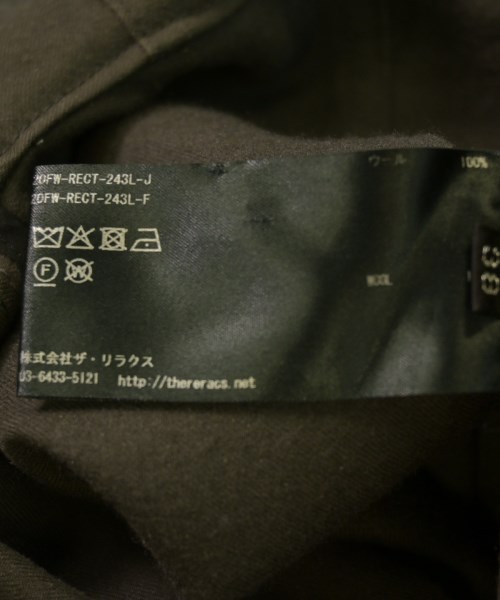 20FW-RECT-243L-J
20FW-RECT-243L-F
ウール 100%
WOOL
F W
株式会社ザ・リラクス
03-6433-5121 http://thereracs.net